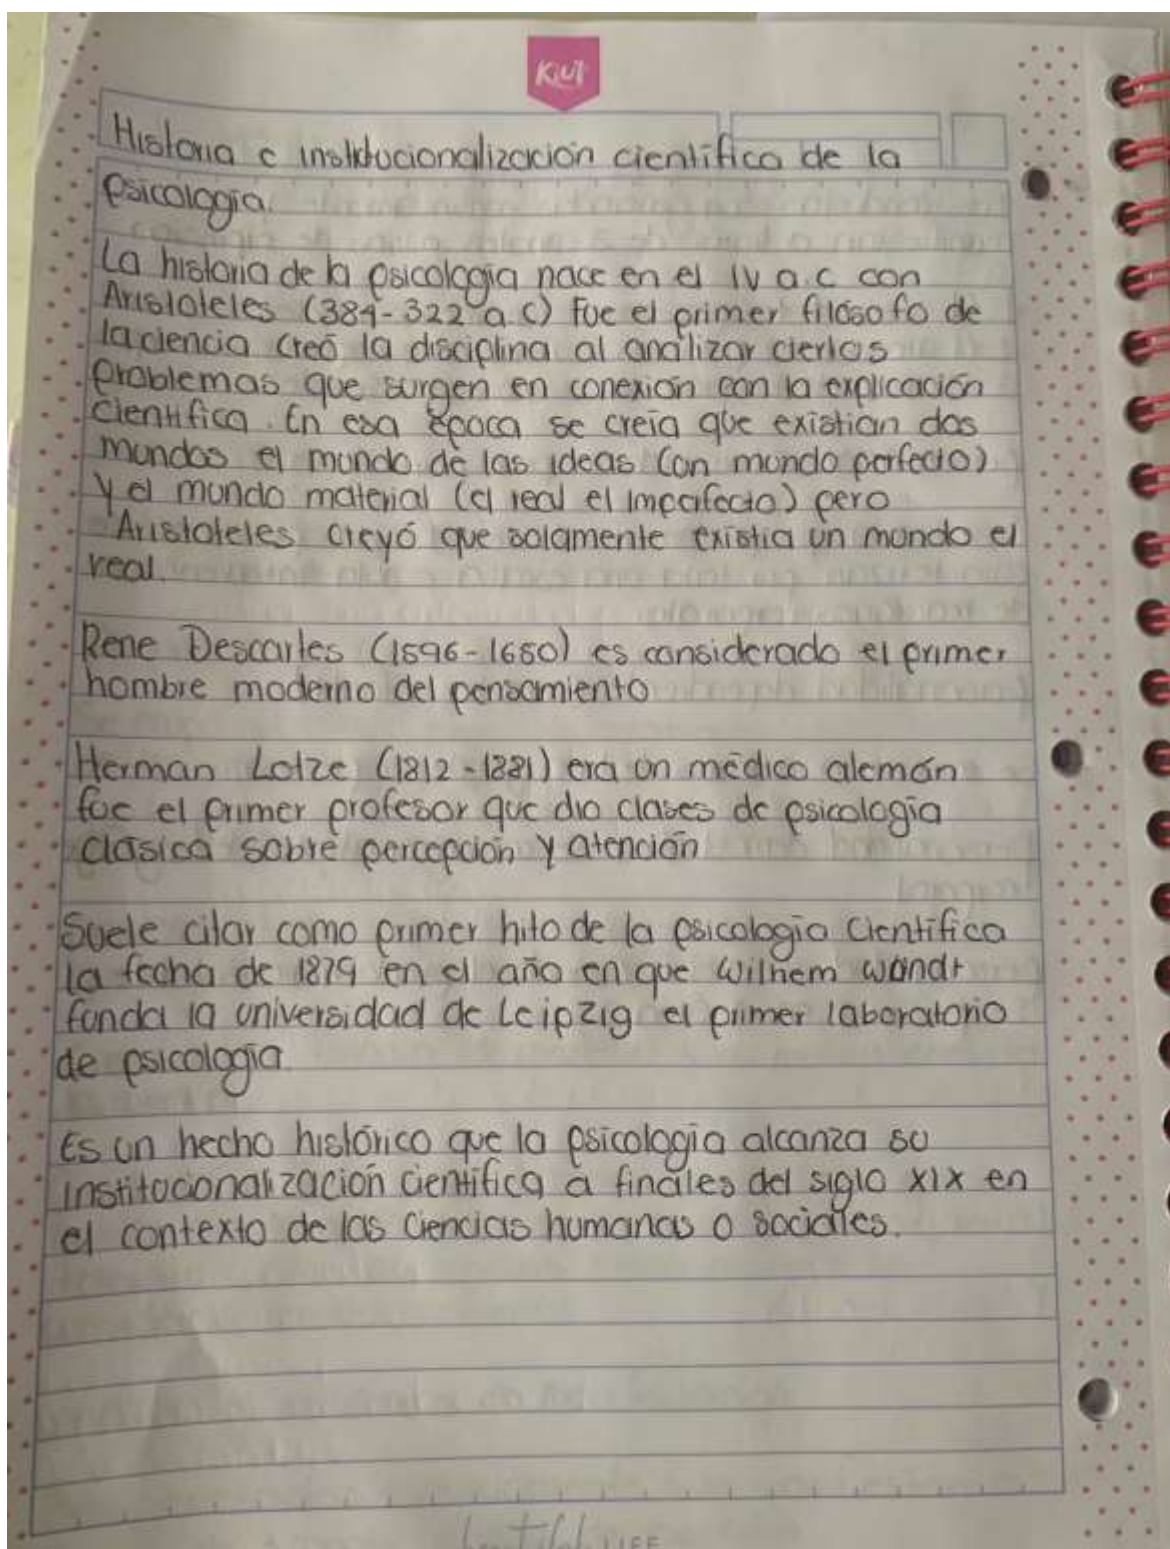 Kiut
Historia e institucionalización científica de la
psicología.
La historia de la psicología nace en el IV a.c con
Aristoteles (384-322 a.c) Fue el primer filósofo de
la ciencia creó la disciplina al analizar ciertos
problemas que surgen en conexión con la explicación
científica. En esa época se creía que existían dos
mundos el mundo de las ideas (un mundo perfecto)
y el mundo material (el real el imperfecto) pero
Aristoteles creyó que solamente existia un mundo el
real.
Rene Descartes (1596-1650) es considerado el primer
hombre moderno del pensamiento
Herman Lotze (1812-1881) era un médico alemán
fue el primer profesor que dio clases de psicología
clásica sobre percepción y atención
Suele citar como primer hito de la psicología Científica
la fecha de 1879 en el año en que Wilhem Wundt
funda la universidad de Leipzig el primer laboratorio
de psicología
Es un hecho histórico que la psicología alcanza su
institucionalización científica a finales del siglo XIX en
el contexto de las Ciencias humanas o sociales.
LIFE